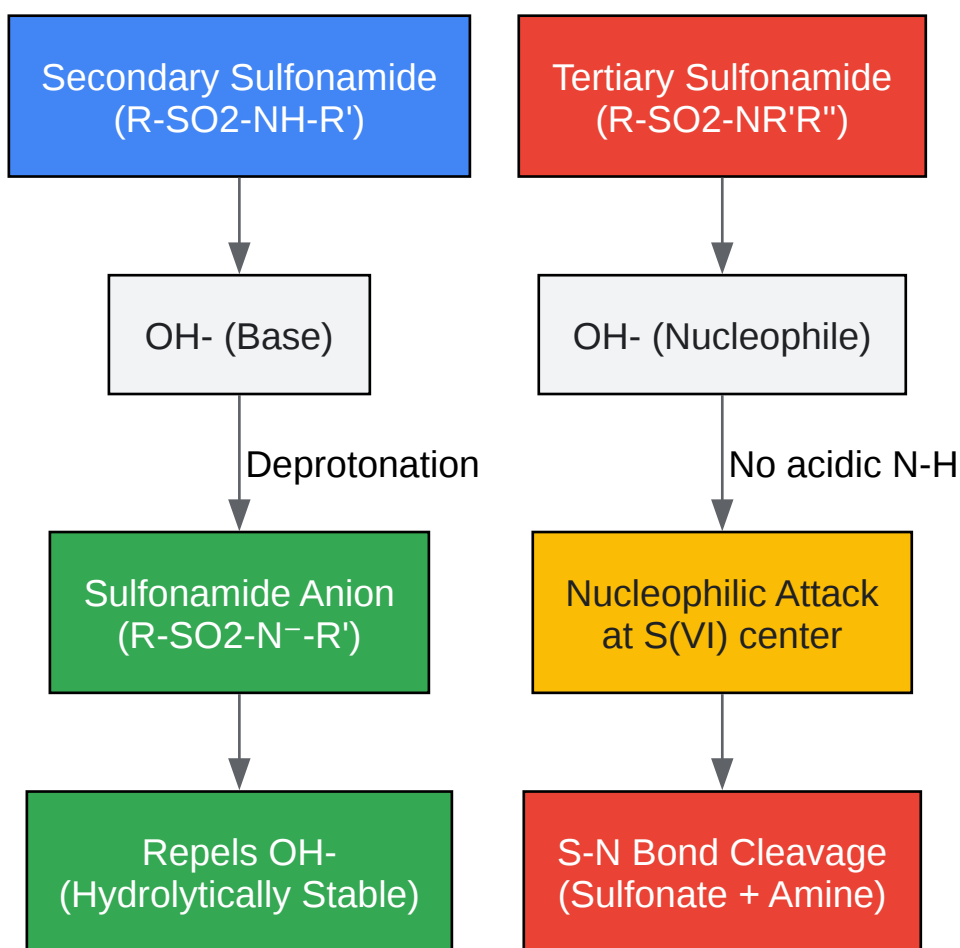 Secondary Sulfonamide
(R-SO2-NH-R')
Tertiary Sulfonamide
(R-SO2-NR'R")
OH- (Base)
OH- (Nucleophile)
Deprotonation
No acidic N-H
Sulfonamide Anion
(R-SO2-N⁻-R')
Nucleophilic Attack
at S(VI) center
Repels OH-
(Hydrolytically Stable)
S-N Bond Cleavage
(Sulfonate + Amine)